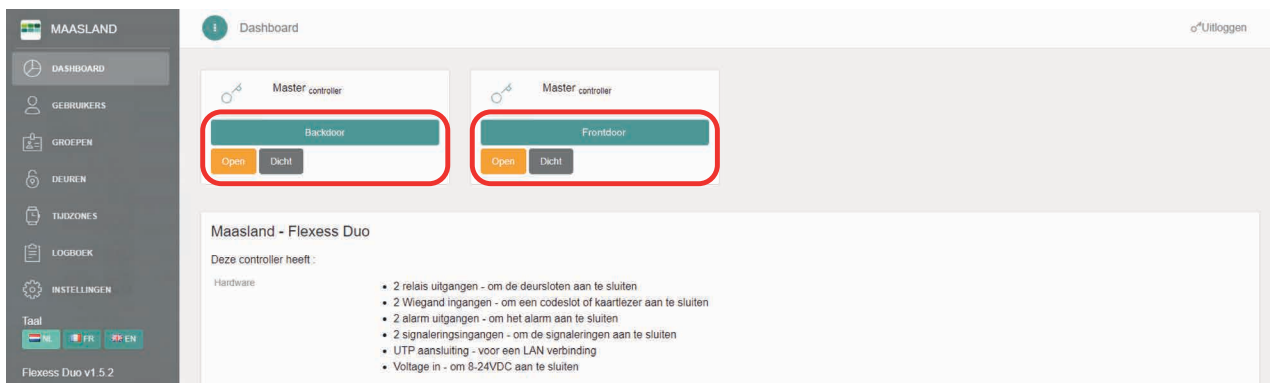 MAASLAND
DASHBOARD
GEBRUIKERS
GROEPEN
DEUREN
TIJDZONES
LOGBOEK
INSTELLINGEN
Taal
NL FR EN
Flexess Duo v1.5.2
i Dashboard
Uitloggen
Master controller
Backdoor
Open Dicht
Master controller
Frontdoor
Open Dicht
Maasland - Flexess Duo
Deze controller heeft :
Hardware
• 2 relais uitgangen - om de deursloten aan te sluiten
• 2 Wiegand ingangen - om een codeslot of kaartlezer aan te sluiten
• 2 alarm uitgangen - om het alarm aan te sluiten
• 2 signaleringsingangen - om de signaleringen aan te sluiten
• UTP aansluiting - voor een LAN verbinding
• Voltage in - om 8-24VDC aan te sluiten